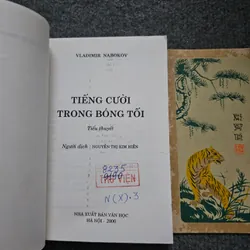 VLADIMIR NABOKOV
TIẾNG CƯỜI
TRONG BÓNG TỐI
Tiểu thuyết
Người dịch : NGUYỄN THỊ KIM HIỀN
THƯ VIỆN
N(X).3
NHÀ XUẤT BẢN VĂN HỌC
HÀ NỘI - 2000